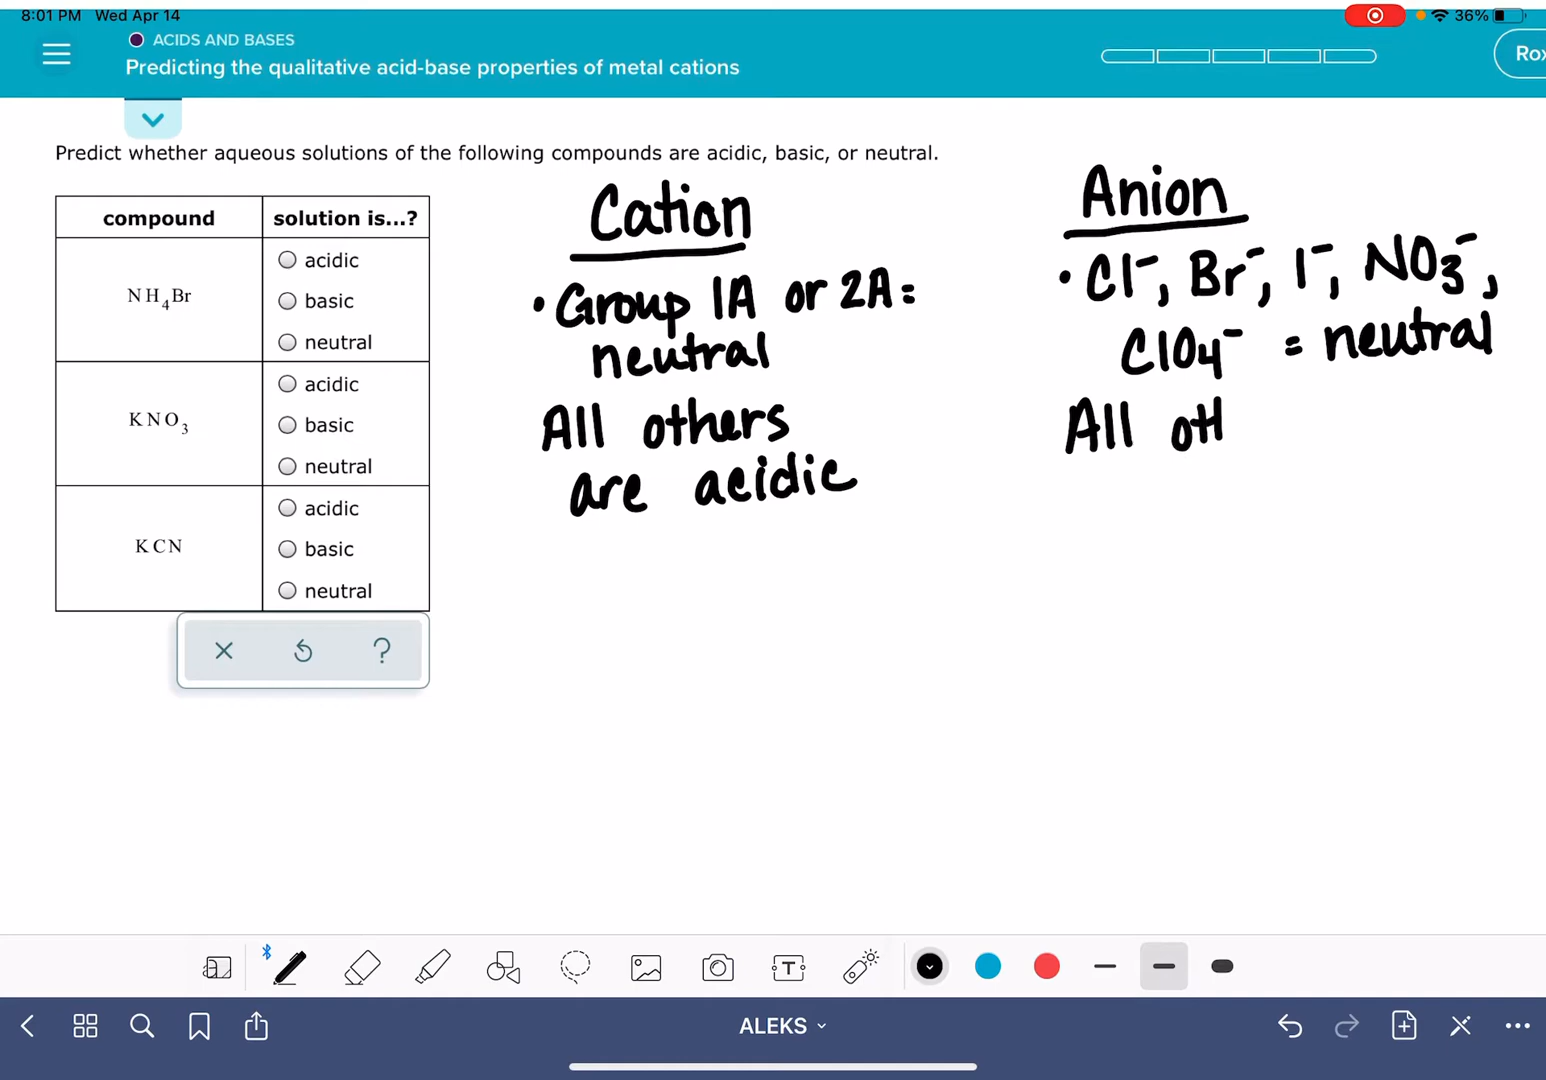 8:01 PM Wed Apr 14
36%
ACIDS AND BASES
Predicting the qualitative acid-base properties of metal cations
Predict whether aqueous solutions of the following compounds are acidic, basic, or neutral.
compound solution is...?
NH₄Br
acidic
basic
neutral
KNO₃
acidic
basic
neutral
KCN
acidic
basic
neutral
Cation
• Group 1A or 2A =
neutral
All others
are acidic
Anion
• Cl⁻, Br⁻, I⁻, NO₃⁻,
ClO₄⁻ = neutral
All oth
T
ALEKS